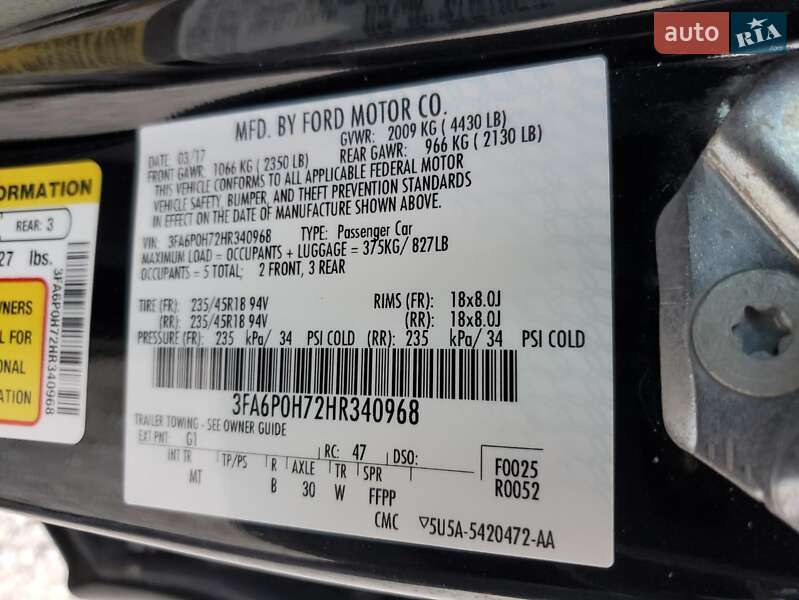 auto RIA.com
MFD. BY FORD MOTOR CO.
DATE: 03/17 GVWR: 2009 KG ( 4430 LB)
FRONT GAWR: 1066 KG ( 2350 LB) REAR GAWR: 966 KG ( 2130 LB)
THIS VEHICLE CONFORMS TO ALL APPLICABLE FEDERAL MOTOR
VEHICLE SAFETY, BUMPER, AND THEFT PREVENTION STANDARDS
IN EFFECT ON THE DATE OF MANUFACTURE SHOWN ABOVE.
VIN: 3FA6P0H72HR340968 TYPE: Passenger Car
MAXIMUM LOAD = OCCUPANTS + LUGGAGE = 375KG/ 827LB
OCCUPANTS = 5 TOTAL; 2 FRONT, 3 REAR
TIRE (FR): 235/45R18 94V RIMS (FR): 18x8.0J
(RR): 235/45R18 94V (RR): 18x8.0J
PRESSURE (FR): 235 kPa/ 34 PSI COLD (RR): 235 kPa/ 34 PSI COLD
3FA6P0H72HR340968
TRAILER TOWING - SEE OWNER GUIDE
EXT PNT: G1 RC: 47 DSO: F0025
INT TR TP/PS R AXLE TR SPR R0052
MT B 30 W FFPP
CMC ▽5U5A-5420472-AA
FORMATION
REAR: 3
27 lbs.
WNERS
L FOR
ONAL
3FA6P0H72HR340968